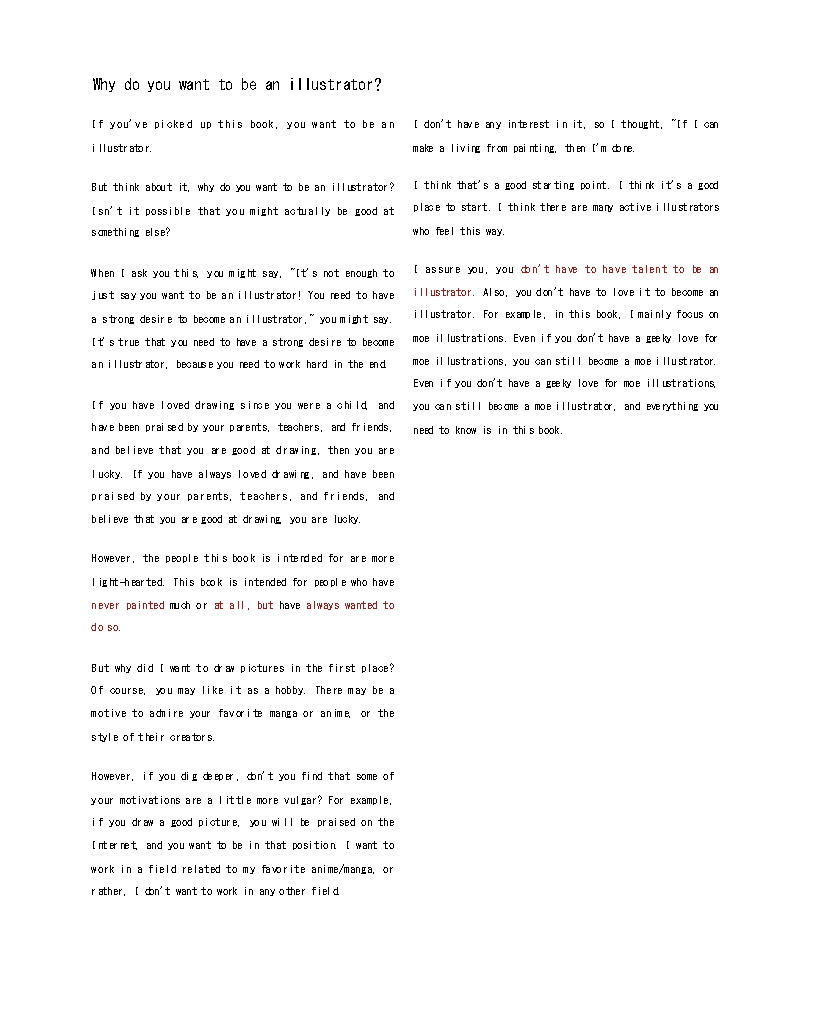 Why do you want to be an illustrator?
If you've picked up this book, you want to be an
illustrator.
But think about it, why do you want to be an illustrator?
Isn't it possible that you might actually be good at
something else?
When I ask you this, you might say, "It's not enough to
just say you want to be an illustrator! You need to have
a strong desire to become an illustrator," you might say.
It's true that you need to have a strong desire to become
an illustrator, because you need to work hard in the end.
If you have loved drawing since you were a child, and
have been praised by your parents, teachers, and friends,
and believe that you are good at drawing, then you are
lucky. If you have always loved drawing, and have been
praised by your parents, teachers, and friends, and
believe that you are good at drawing, you are lucky.
However, the people this book is intended for are more
light-hearted. This book is intended for people who have
never painted much or at all, but have always wanted to
do so.
But why did I want to draw pictures in the first place?
Of course, you may like it as a hobby. There may be a
motive to admire your favorite manga or anime, or the
style of their creators.
However, if you dig deeper, don't you find that some of
your motivations are a little more vulgar? For example,
if you draw a good picture, you will be praised on the
Internet, and you want to be in that position. I want to
work in a field related to my favorite anime/manga, or
rather, I don't want to work in any other field.
I don't have any interest in it, so I thought, "If I can
make a living from painting, then I'm done.
I think that's a good starting point. I think it's a good
place to start. I think there are many active illustrators
who feel this way.
I assure you, you don't have to have talent to be an
illustrator. Also, you don't have to love it to become an
illustrator. For example, in this book, I mainly focus on
moe illustrations. Even if you don't have a geeky love for
moe illustrations, you can still become a moe illustrator.
Even if you don't have a geeky love for moe illustrations,
you can still become a moe illustrator, and everything you
need to know is in this book.